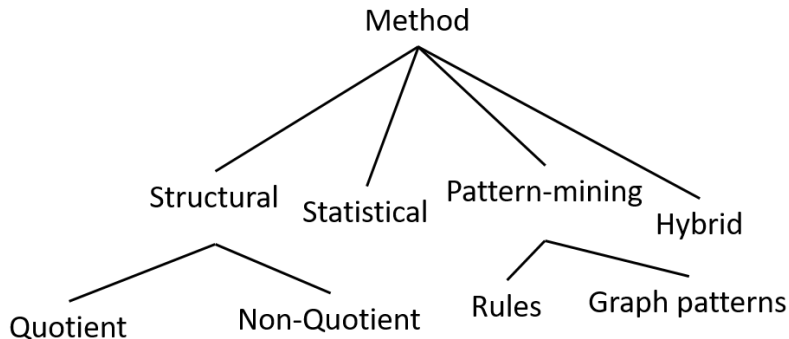 Method
Structural
Statistical
Pattern-mining
Hybrid
Quotient
Non-Quotient
Rules
Graph patterns